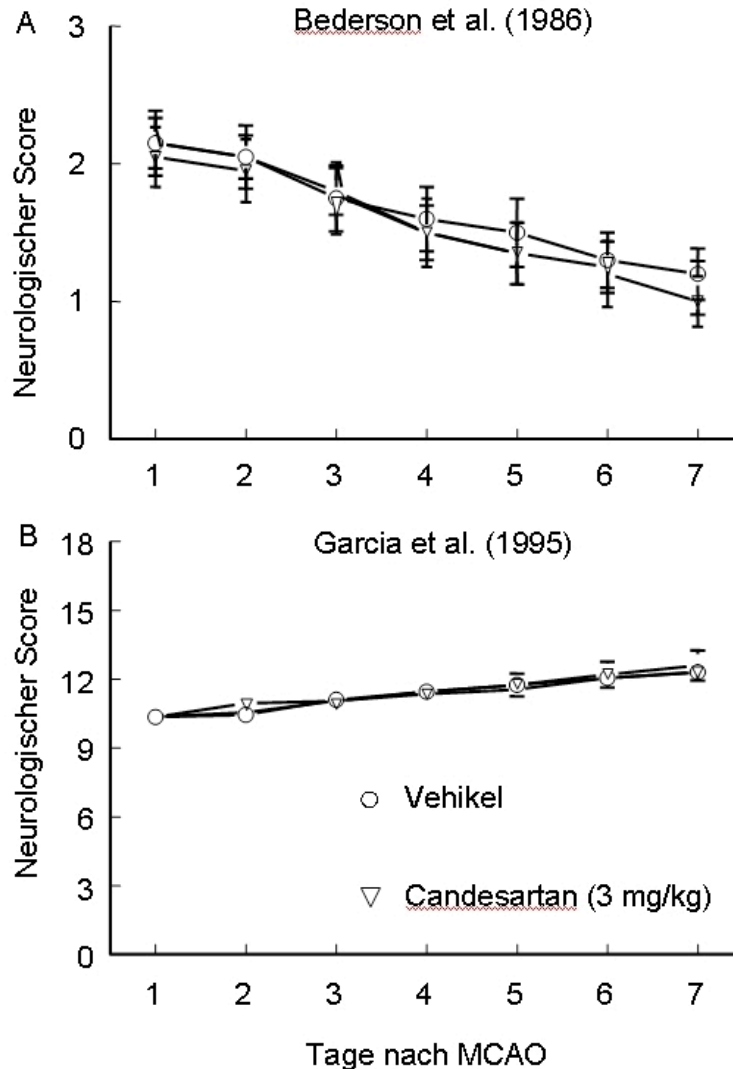 A
Bederson et al. (1986)
3
2
1
0
Neurologischer Score
1 2 3 4 5 6 7
B
Garcia et al. (1995)
18
15
12
9
6
3
0
Neurologischer Score
Vehikel
Candesartan (3 mg/kg)
1 2 3 4 5 6 7
Tage nach MCAO